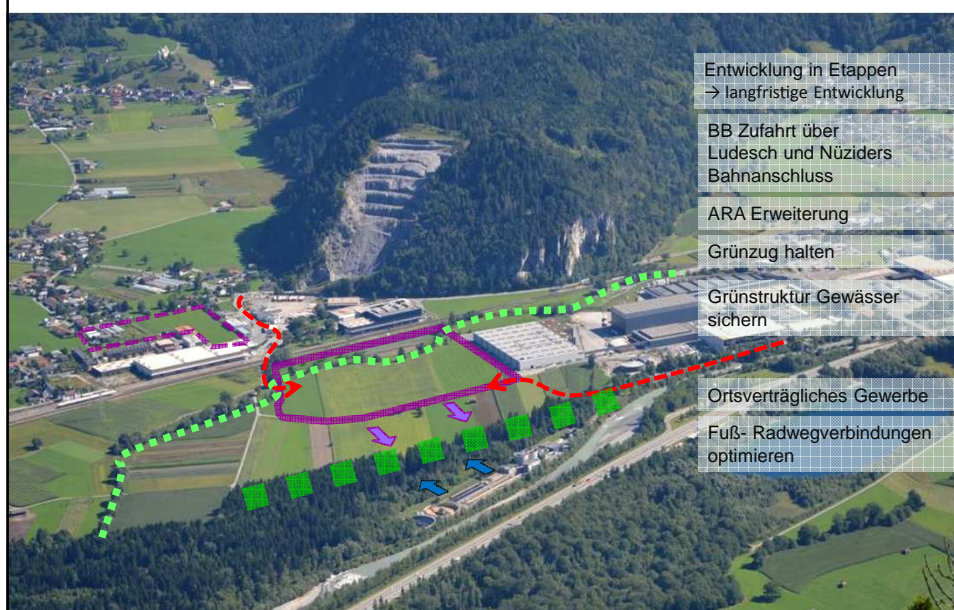 Entwicklung in Etappen
→ langfristige Entwicklung
BB Zufahrt über
Ludesch und Nüziders
Bahnanschluss
ARA Erweiterung
Grünzug halten
Grünstruktur Gewässer
sichern
Ortsverträgliches Gewerbe
Fuß- Radwegverbindungen
optimieren